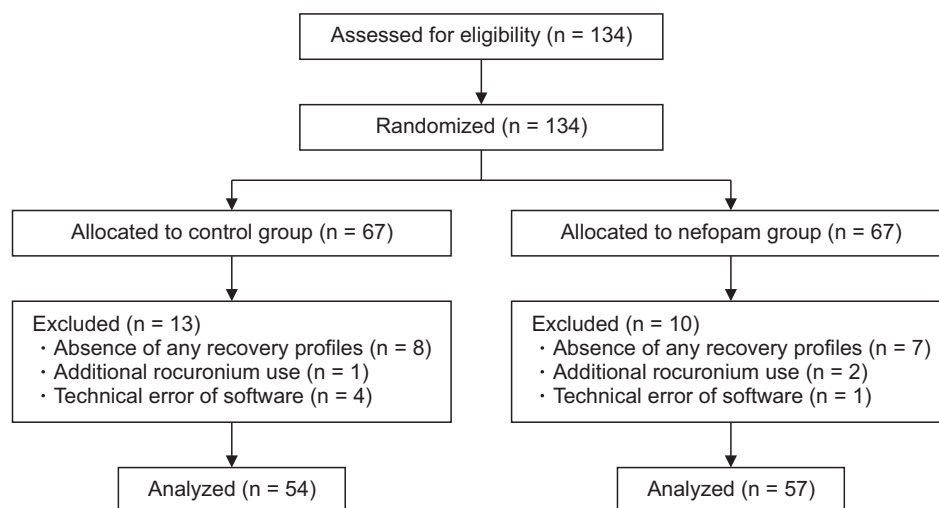 Assessed for eligibility (n = 134)
Randomized (n = 134)
Allocated to control group (n = 67)
Allocated to nefopam group (n = 67)
Excluded (n = 13)
· Absence of any recovery profiles (n = 8)
· Additional rocuronium use (n = 1)
· Technical error of software (n = 4)
Excluded (n = 10)
· Absence of any recovery profiles (n = 7)
· Additional rocuronium use (n = 2)
· Technical error of software (n = 1)
Analyzed (n = 54)
Analyzed (n = 57)